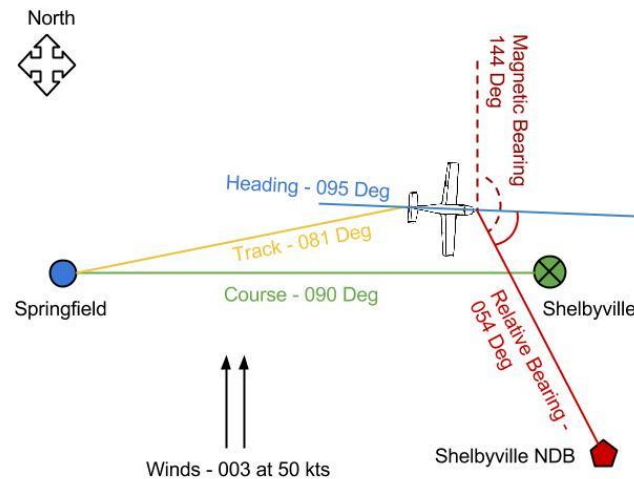 North
Magnetic Bearing
144 Deg
Heading - 095 Deg
Track - 081 Deg
Springfield
Course - 090 Deg
Shelbyville
Relative Bearing -
054 Deg
Shelbyville NDB
Winds - 003 at 50 kts